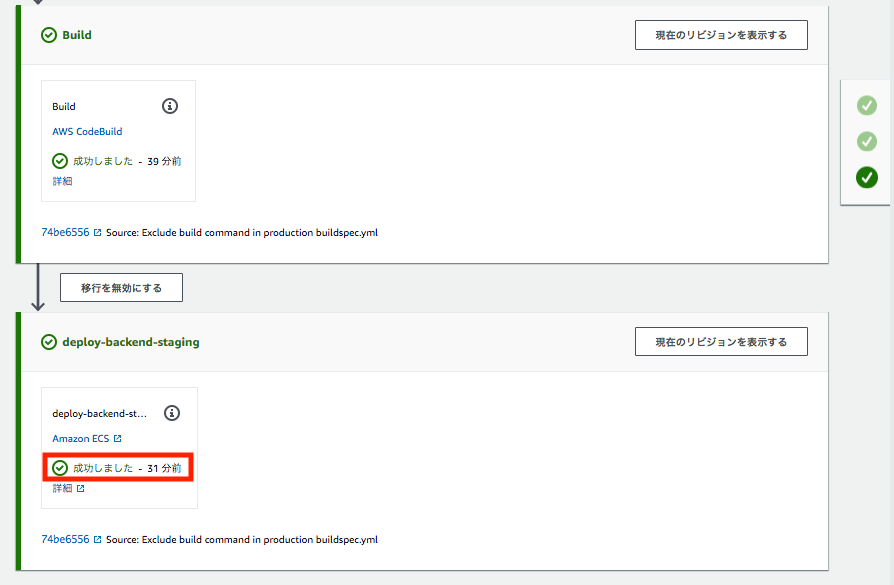 Build
現在のリビジョンを表示する
Build
AWS CodeBuild
成功しました - 39 分前
詳細
74be6556 Source: Exclude build command in production buildspec.yml
移行を無効にする
deploy-backend-staging
現在のリビジョンを表示する
deploy-backend-st...
Amazon ECS
成功しました - 31 分前
詳細
74be6556 Source: Exclude build command in production buildspec.yml